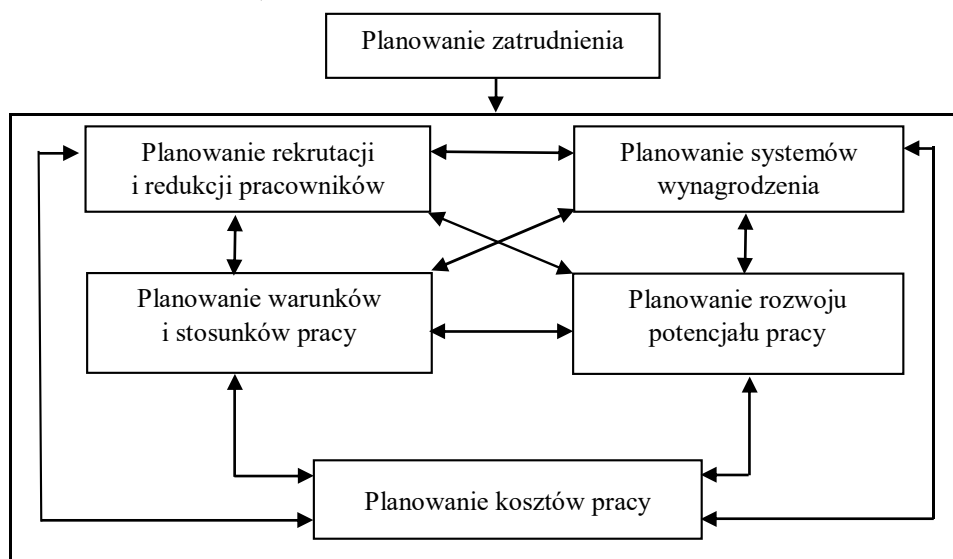 Planowanie zatrudnienia
Planowanie rekrutacji
i redukcji pracowników
Planowanie systemów
wynagrodzenia
Planowanie warunków
i stosunków pracy
Planowanie rozwoju
potencjału pracy
Planowanie kosztów pracy